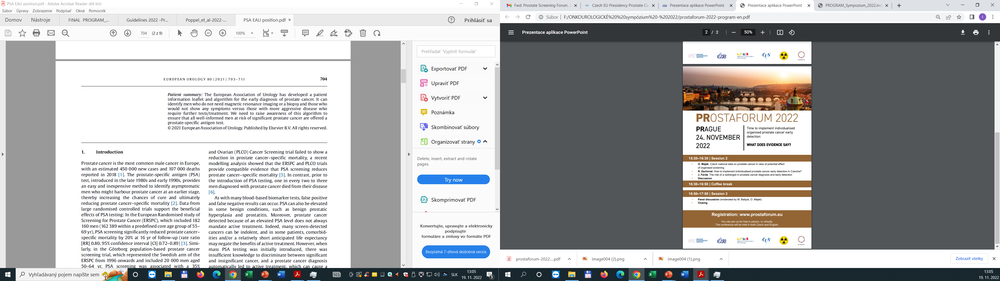 PSA EAU position.pdf - Adobe Acrobat Reader (64-bit)
Súbor Úpravy Zobrazenie Podpísať Okná Pomocník
Domov Nástroje FINAL PROGRAM_... Guidelines 2022 -Pr... Poppel_et_al-2022-... PSA EAU position.pdf × Prihlásiť sa
704 (2 z 9) 100%
EUROPEAN UROLOGY 80 (2021) 703–711 704
Patient summary: The European Association of Urology has developed a patient
information leaflet and algorithm for the early diagnosis of prostate cancer. It can
identify men who do not need magnetic resonance imaging or a biopsy and those who
would not show any symptoms versus those with more aggressive disease who
require further tests/treatment. We need to raise awareness of this algorithm to
ensure that all well-informed men at risk of significant prostate cancer are offered a
prostate-specific antigen test.
© 2021 European Association of Urology. Published by Elsevier B.V. All rights reserved.
1. Introduction
Prostate cancer is the most common male cancer in Europe,
with an estimated 450 000 new cases and 107 000 deaths
reported in 2018 [1]. The prostate-specific antigen (PSA)
test, introduced in the late 1980s and early 1990s, provides
an easy and inexpensive method to identify asymptomatic
men who might harbour prostate cancer at an earlier stage,
thereby increasing the chances of cure and ultimately
reducing prostate cancer–specific mortality [2]. Data from
large randomised controlled trials support the beneficial
effects of PSA testing: In the European Randomised study of
Screening for Prostate Cancer (ERSPC), which included 182
160 men (162 389 within a predefined core age group of 55–
69 yr), PSA screening significantly reduced prostate cancer–
specific mortality by 20% at 16 yr of follow-up (rate ratio
[RR] 0.80, 95% confidence interval [CI] 0.72–0.89) [3]. Simi-
larly, in the Göteborg population-based prostate cancer
screening trial, which represented the Swedish arm of the
ERSPC from 1996 onwards and included 20 000 men aged
50–64 yr, PSA screening was associated with a 35%
and Ovarian (PLCO) Cancer Screening trial failed to show a
reduction in prostate cancer–specific mortality, a recent
modelling analysis showed that the ERSPC and PLCO trials
provide compatible evidence that PSA screening reduces
prostate cancer–specific mortality [5]. In contrast, prior to
the introduction of PSA testing, one in every two to three
men diagnosed with prostate cancer died from their disease
[6].
As with many blood-based biomarker tests, false positive
and false negative results can occur. PSA can also be elevated
in some benign conditions, such as benign prostatic
hyperplasia and prostatitis. Moreover, prostate cancer
detected because of an elevated PSA level does not always
mandate active treatment. Indeed, many screen-detected
cancers can be indolent, and in some patients, comorbid-
ities and/or a relatively short anticipated life expectancy
may negate the benefits of active treatment. However, when
mass PSA testing was initially introduced, there was
insufficient knowledge to discriminate between significant
and insignificant cancer, and a prostate cancer diagnosis
automatically led to active treatment, which can cause a
Prehľadať 'Vyplniť formulár'
Exportovať PDF
Upraviť PDF
Vytvoriť PDF
Poznámka
Skombinovať súbory
Organizovať strany
Delete, insert, extract and rotate
pages.
Try now
Skomprimovať PDF
Konvertujte, upravujte a elektronicky
podpisujte
formuláre a zmluvy vo formáte PDF
Bezplatná 7-dňová skúšobná verzia
Vyhľadávaný pojem napíšte sem
SLK
13:05
19. 11. 2022
3
Fwd: Prostate Screening Forum, 2 Czech EU Presidency Prostate Ca Prezentace aplikace PowerPoint Prezentace aplikace PowerPoint PROGRAM_Sympozium_2022.ind
Súbor F:/ONKOUROLOGICKÉ%20%20sympózium%20-%202022/prostaforum-2022-program-en.pdf
Prezentace aplikace PowerPoint 2 / 2 50%
ÚZIS ČUS
PROSTAFORUM 2022
PRAGUE
24. NOVEMBER
2022
Time to implement individualised
organised prostate cancer early
detection:
WHAT DOES EVIDENCE SAY?
15:20–16:30 | Session 2
• O. Májek: Czech national data on prostate cancer in view of potential effect
of organised screening
• R. Zachoval: How to implement individualised prostate cancer early detection in Czechia?
• J. Ferda: The role of a radiologist in prostate cancer diagnosis and early detection
• Discussion
16:30–16:50 | Coffee break
16:50–17:50 | Session 3
• Panel discussion (moderated by M. Babjuk, O. Májek)
• Closing
Registration: www.prostaforum.eu
You can join us for free in person, or virtually.
The conference will be held in both Czech and English.
ÚZIS ČUS
prostaforum-2022....pdf image004 (2).png image004 (1).png Zobraziť všetky
13:05
19. 11. 2022